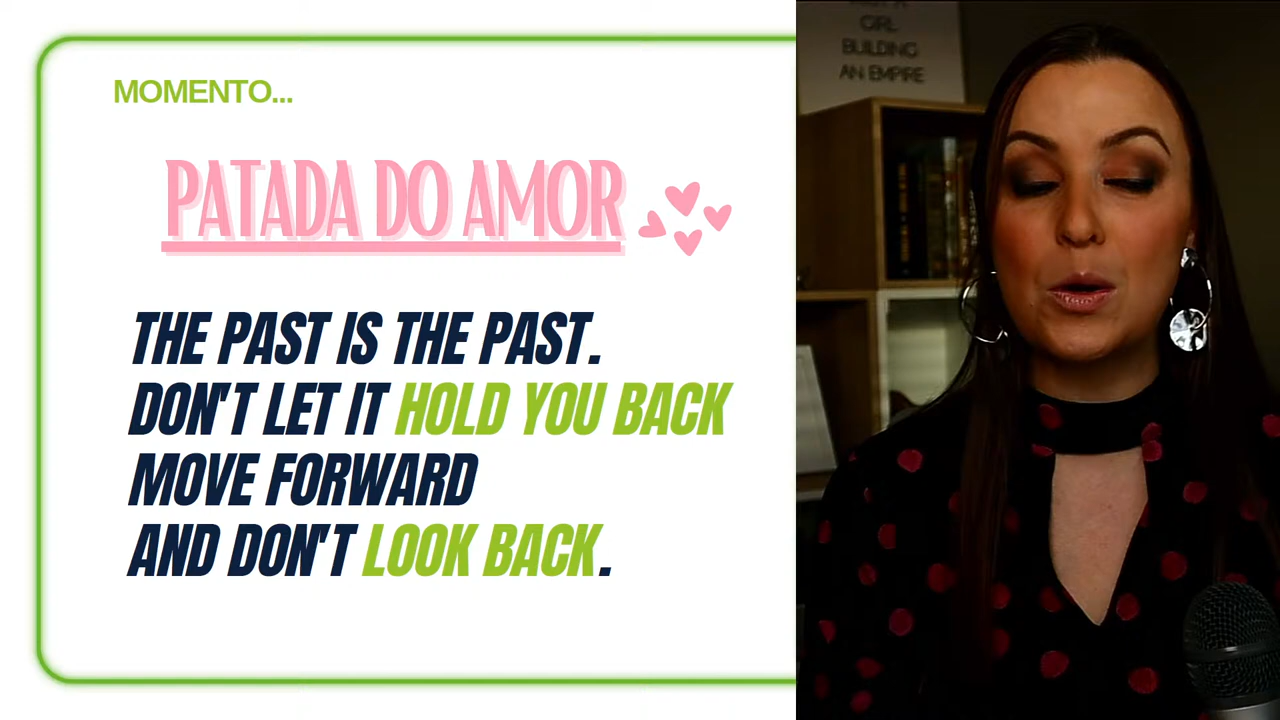 MOMENTO...
PATADA DO AMOR
THE PAST IS THE PAST.
DON'T LET IT HOLD YOU BACK
MOVE FORWARD
AND DON'T LOOK BACK.
GIRL
BUILDING
AN EMPIRE